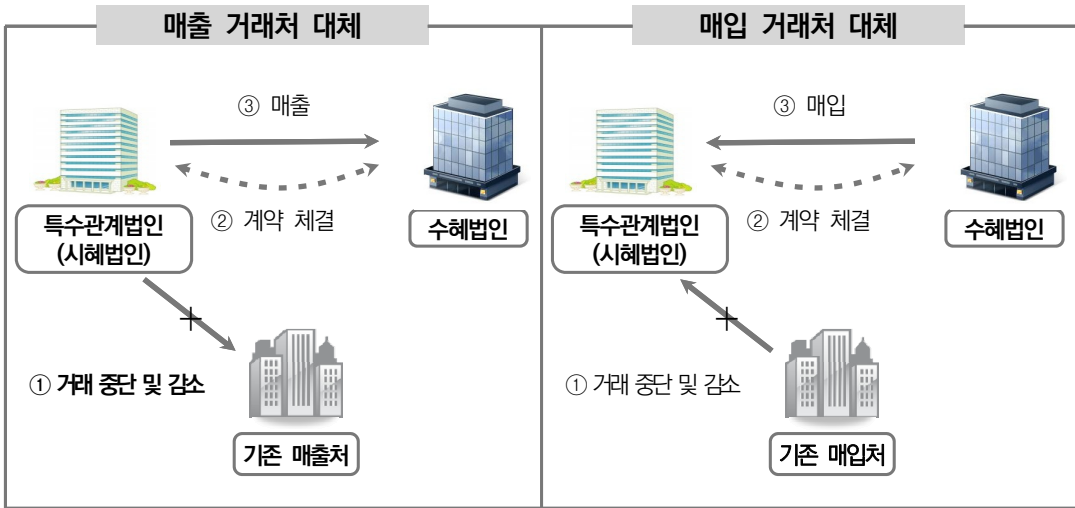 매출 거래처 대체
③ 매출
② 계약 체결
특수관계법인
(시혜법인)
수혜법인
① 거래 중단 및 감소
기존 매출처
매입 거래처 대체
③ 매입
② 계약 체결
특수관계법인
(시혜법인)
수혜법인
① 거래 중단 및 감소
기존 매입처